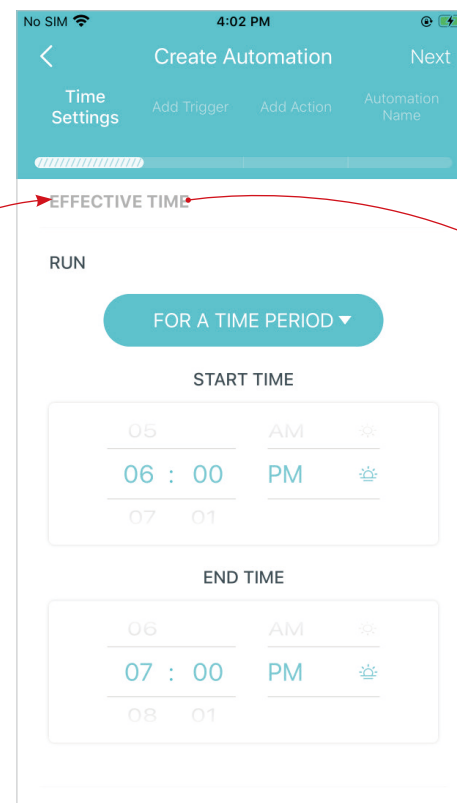 No SIM 4:02 PM
Create Automation Next
Time Settings Add Trigger Add Action Automation Name
EFFECTIVE TIME
RUN
FOR A TIME PERIOD
START TIME
05 AM
06 : 00 PM
07 01
END TIME
06 AM
07 : 00 PM
08 01